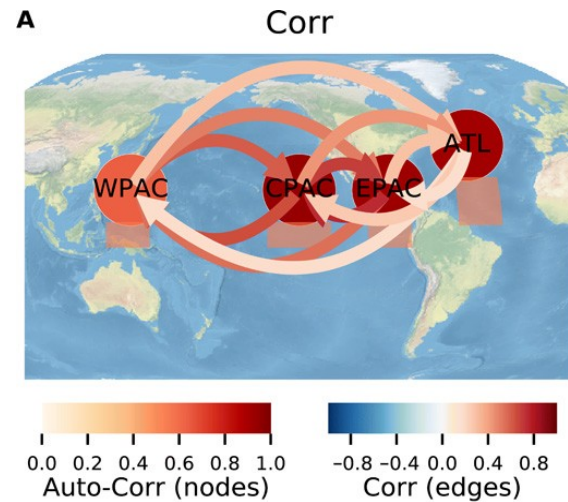 A
Corr
ATL
WPAC CPAC EPAC
0.0 0.2 0.4 0.6 0.8 1.0
Auto-Corr (nodes)
−0.8 −0.4 0.0 0.4 0.8
Corr (edges)